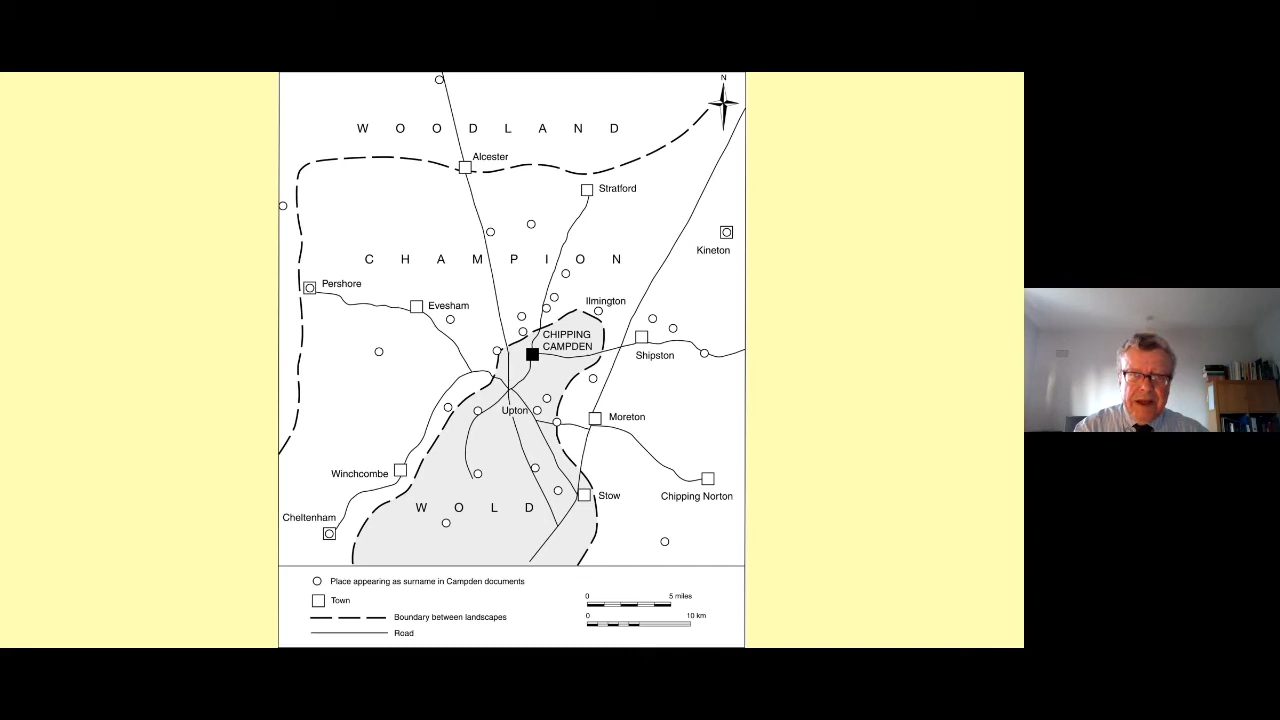 N
W O O D L A N D
Alcester
Stratford
Kineton
C H A M P I O N
Pershore
Evesham
Ilmington
CHIPPING
CAMPDEN
Shipston
Upton
Moreton
Winchcombe
Stow
Chipping Norton
W O L D
Cheltenham
Place appearing as surname in Campden documents
Town
Boundary between landscapes
Road
0 5 miles
0 10 km